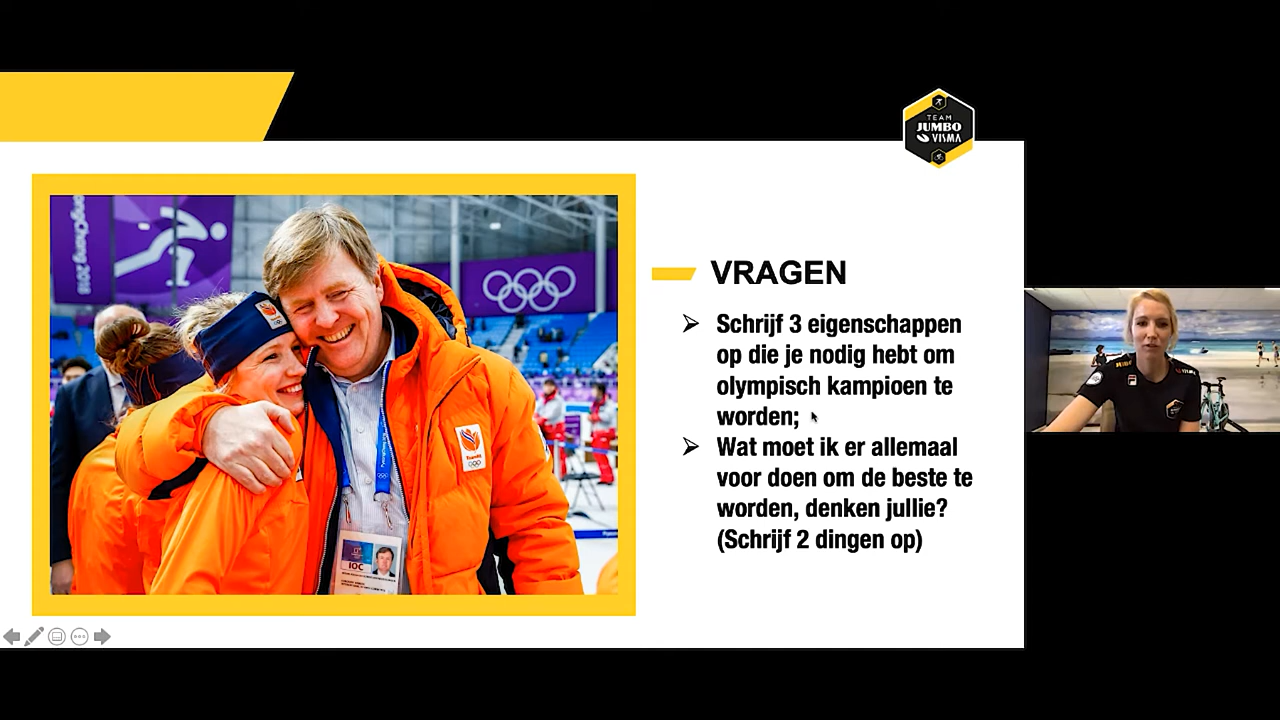 TEAM
JUMBO
VISMA
VRAGEN
Schrijf 3 eigenschappen
op die je nodig hebt om
olympisch kampioen te
worden;
Wat moet ik er allemaal
voor doen om de beste te
worden, denken jullie?
(Schrijf 2 dingen op)
IOC